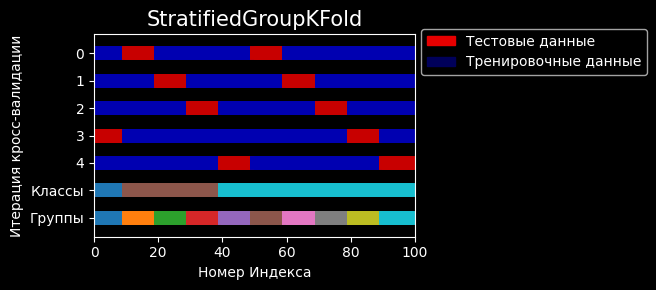 StratifiedGroupKFold
Итерация кросс-валидации
0
1
2
3
4
Классы
Группы
0 20 40 60 80 100
Номер Индекса
Тестовые данные
Тренировочные данные